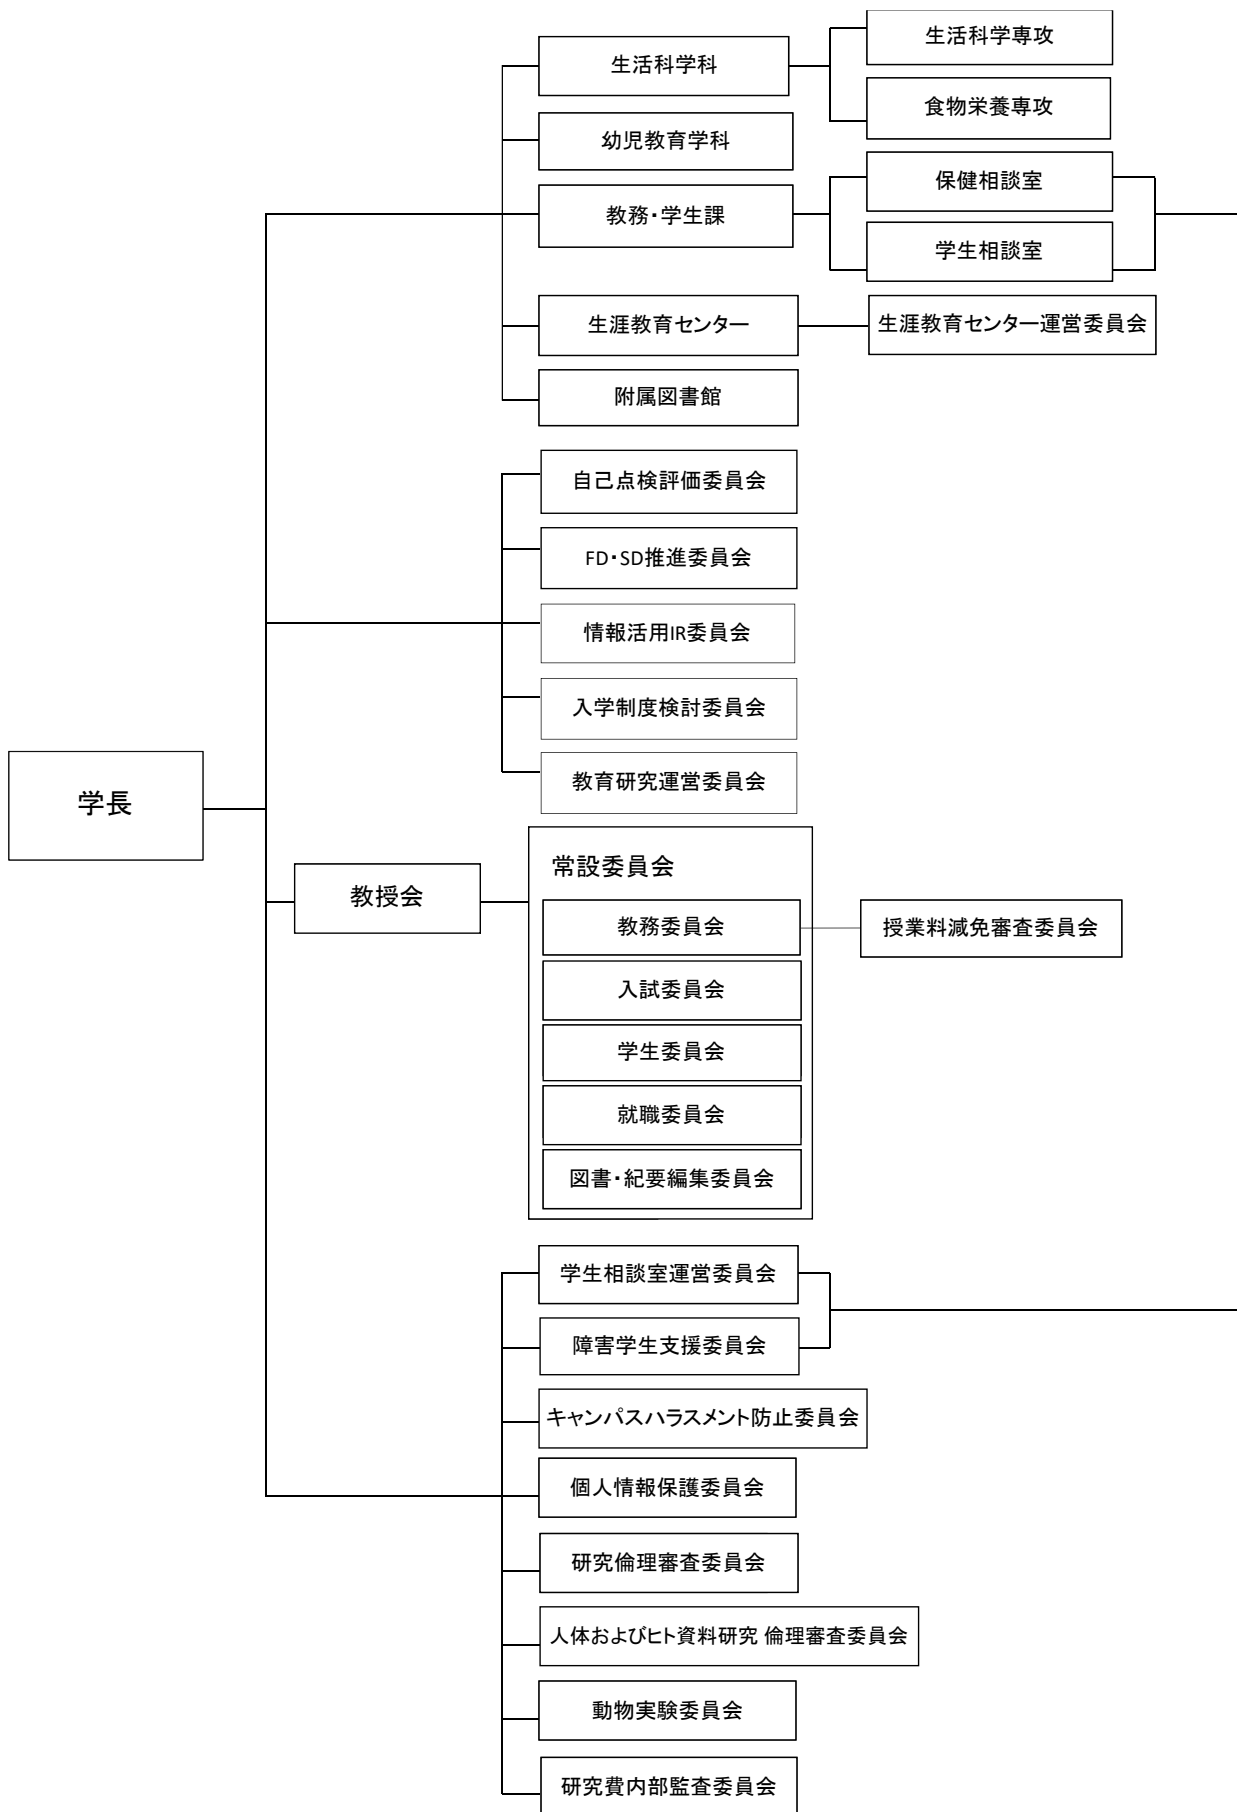 生活科学科
生活科学専攻
食物栄養専攻
幼児教育学科
教務・学生課
保健相談室
学生相談室
生涯教育センター
生涯教育センター運営委員会
附属図書館
自己点検評価委員会
FD・SD推進委員会
情報活用IR委員会
入学制度検討委員会
教育研究運営委員会
学長
教授会
常設委員会
教務委員会
授業料減免審査委員会
入試委員会
学生委員会
就職委員会
図書・紀要編集委員会
学生相談室運営委員会
障害学生支援委員会
キャンパスハラスメント防止委員会
個人情報保護委員会
研究倫理審査委員会
人体およびヒト資料研究 倫理審査委員会
動物実験委員会
研究費内部監査委員会